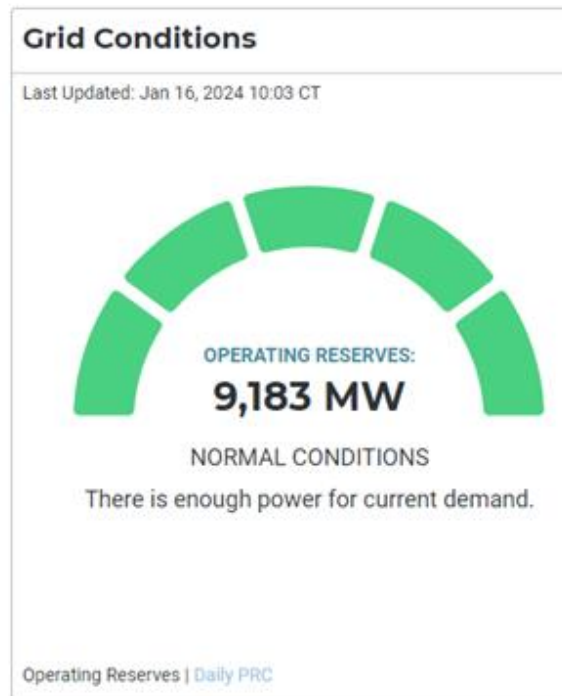 Grid Conditions
Last Updated: Jan 16, 2024 10:03 CT
OPERATING RESERVES:
9,183 MW
NORMAL CONDITIONS
There is enough power for current demand.
Operating Reserves | Daily PRC